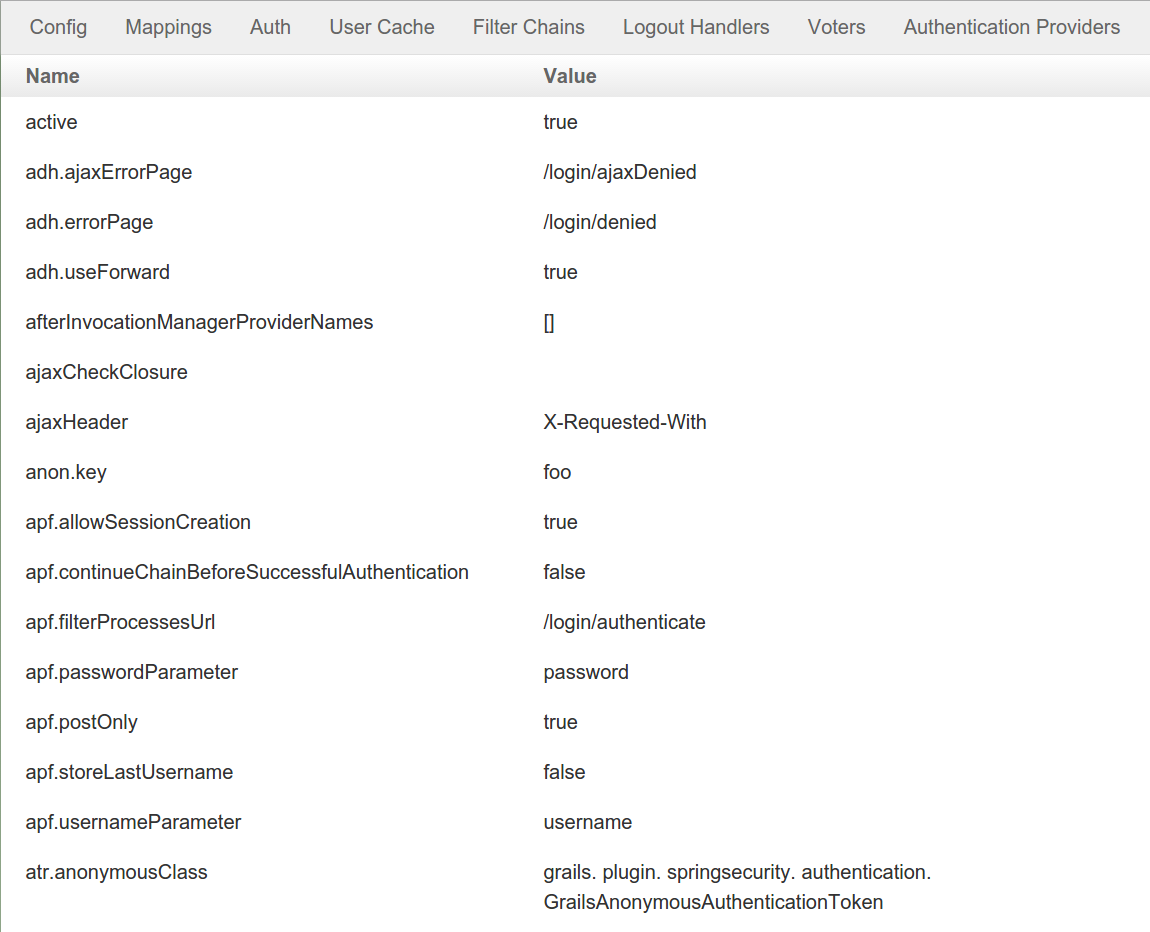 Config Mappings Auth User Cache Filter Chains Logout Handlers Voters Authentication Providers
Name Value
active true
adh.ajaxErrorPage /login/ajaxDenied
adh.errorPage /login/denied
adh.useForward true
afterInvocationManagerProviderNames []
ajaxCheckClosure
ajaxHeader X-Requested-With
anon.key foo
apf.allowSessionCreation true
apf.continueChainBeforeSuccessfulAuthentication false
apf.filterProcessesUrl /login/authenticate
apf.passwordParameter password
apf.postOnly true
apf.storeLastUsername false
apf.usernameParameter username
atr.anonymousClass grails. plugin. springsecurity. authentication.
GrailsAnonymousAuthenticationToken